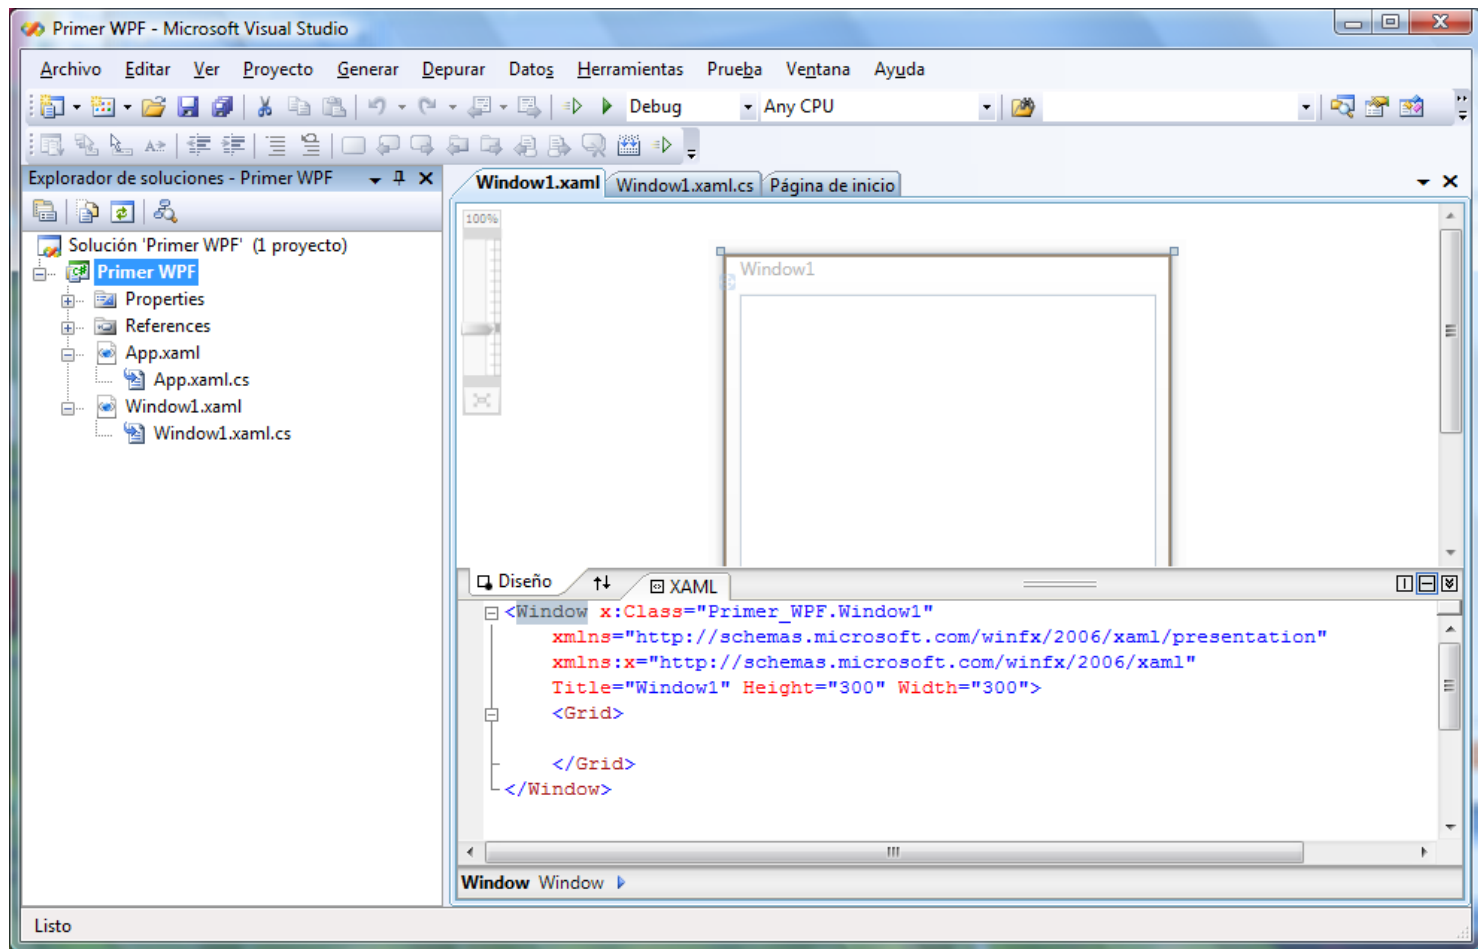 Primer WPF - Microsoft Visual Studio
Archivo Editar Ver Proyecto Generar Depurar Datos Herramientas Prueba Ventana Ayuda
Debug Any CPU
Explorador de soluciones - Primer WPF
Solución 'Primer WPF' (1 proyecto)
Primer WPF
Properties
References
App.xaml
App.xaml.cs
Window1.xaml
Window1.xaml.cs
Window1.xaml Window1.xaml.cs Página de inicio
100%
Window1
Diseño XAML
<Window x:Class="Primer_WPF.Window1"
xmlns="http://schemas.microsoft.com/winfx/2006/xaml/presentation"
xmlns:x="http://schemas.microsoft.com/winfx/2006/xaml"
Title="Window1" Height="300" Width="300">
<Grid>
</Grid>
</Window>
Window Window
Listo